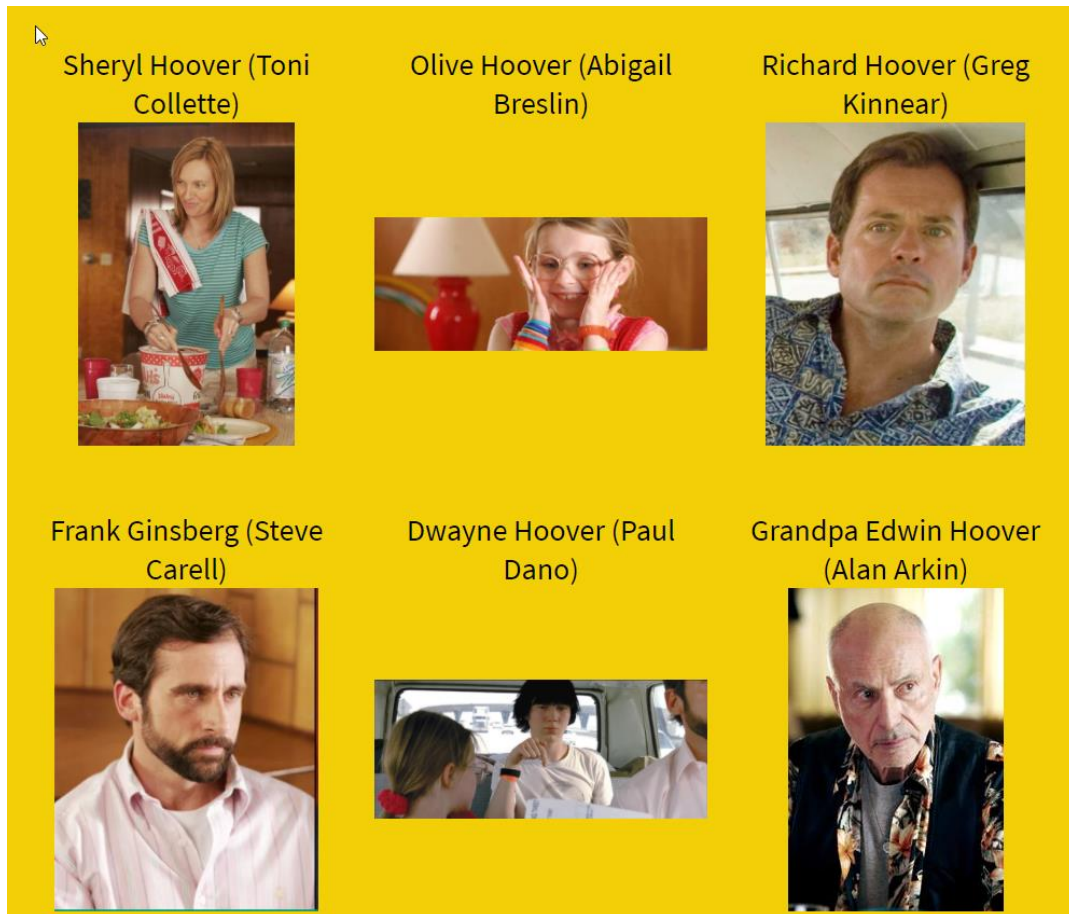 Sheryl Hoover (Toni
Collette)
Olive Hoover (Abigail
Breslin)
Richard Hoover (Greg
Kinnear)
Frank Ginsberg (Steve
Carell)
Dwayne Hoover (Paul
Dano)
Grandpa Edwin Hoover
(Alan Arkin)